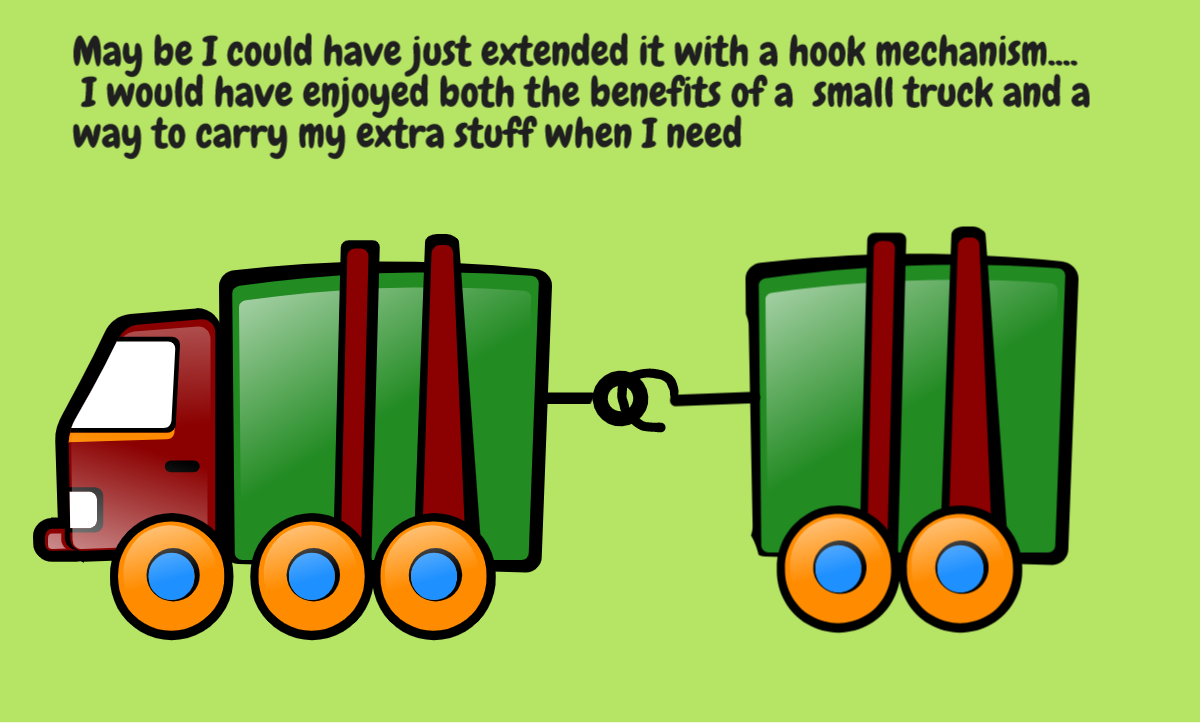 May be I could have just extended it with a hook mechanism....
I would have enjoyed both the benefits of a small truck and a
way to carry my extra stuff when I need